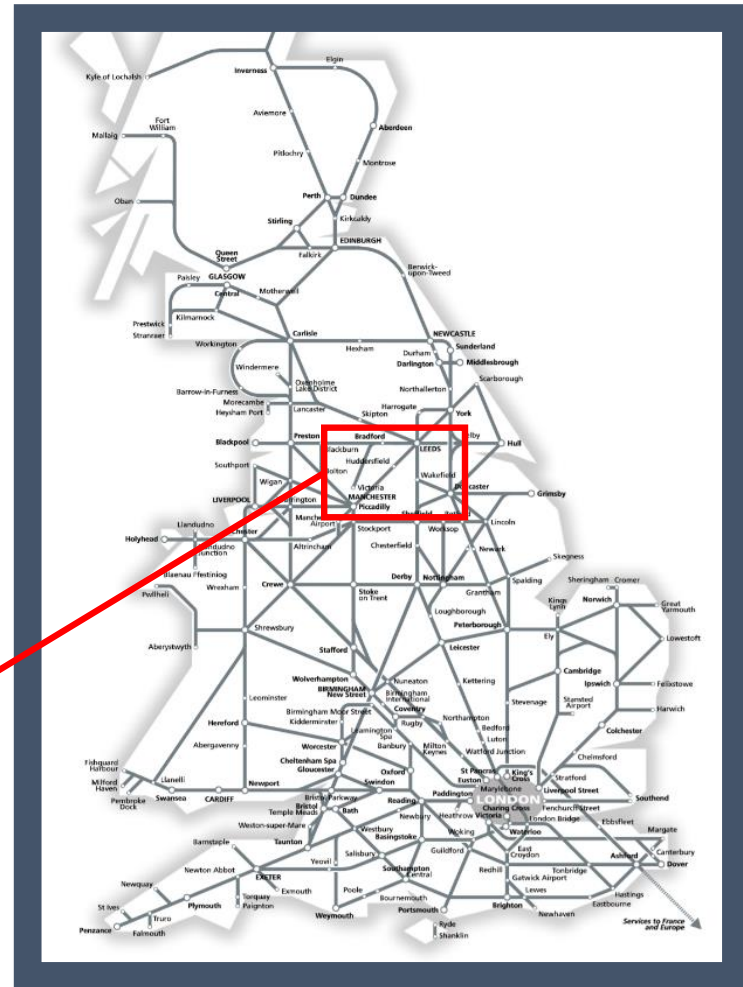 Elgin
Inverness
Kyle of Lochalsh
Aviemore
Fort
William
Aberdeen
Mallaig
Pitlochry
Montrose
Perth
Dundee
Oban
Stirling
Kirkcaldy
EDINBURGH
Queen
Street
Falkirk
Berwick-
upon-Tweed
Paisley
GLASGOW
Central
Motherwell
Prestwick
Kilmarnock
Stranraer
Carlisle
NEWCASTLE
Workington
Hexham
Sunderland
Durham
Darlington
Middlesbrough
Windermere
Scarborough
Oxenholme
Lake District
Barrow-in-Furness
Northallerton
Morecambe
Lancaster
Harrogate
York
Heysham Port
Skipton
Blackpool
Preston
Bradford
LEEDS
Hull
Southport
Huddersfield
Wakefield
Wigan
Victoria
MANCHESTER
Piccadilly
Grimsby
LIVERPOOL
Airport
Stockport
Worksop
Lincoln
Llandudno
Holyhead
Altrincham
Chesterfield
Newark
Skegness
Blaenau Ffestiniog
Pwllheli
Wrexham
Crewe
Stoke
on Trent
Derby
Nottingham
Grantham
Spalding
Sheringham
Cromer
Kings
Lynn
Norwich
Great
Yarmouth
Loughborough
Peterborough
Ely
Lowestoft
Aberystwyth
Shrewsbury
Stafford
Leicester
Wolverhampton
BIRMINGHAM
New Street
Nuneaton
Birmingham
International
Kettering
Cambridge
Ipswich
Felixstowe
Leominster
Birmingham Moor Street
Kidderminster
Coventry
Rugby
Northampton
Stevenage
Stansted
Airport
Harwich
Hereford
Leamington
Spa
Bedford
Colchester
Abergavenny
Worcester
Banbury
Milton
Keynes
Luton
Watford Junction
Chelmsford
Fishguard
Harbour
Cheltenham Spa
Gloucester
Oxford
St Pancras
Euston
King's
Cross
Stratford
Milford
Haven
Llanelli
Newport
Swindon
Marylebone
Liverpool Street
Pembroke
Dock
Swansea
CARDIFF
Bristol Parkway
Bristol
Temple Meads
Bath
Reading
Paddington
LONDON
Southend
Weston-super-Mare
Newbury
Heathrow
Charing Cross
Victoria
Fenchurch Street
London Bridge
Ebbsfleet
Barnstaple
Westbury
Basingstoke
Woking
Waterloo
Margate
Taunton
Salisbury
Guildford
East
Croydon
Canterbury
Newton Abbot
Yeovil
Southampton
Central
Redhill
Tonbridge
Ashford
Dover
EXETER
Gatwick Airport
Newquay
Exmouth
Poole
Lewes
Hastings
St Ives
Plymouth
Torquay
Paignton
Bournemouth
Eastbourne
Truro
Weymouth
Portsmouth
Brighton
Newhaven
Penzance
Falmouth
Ryde
Shanklin
Services to France
and Europe